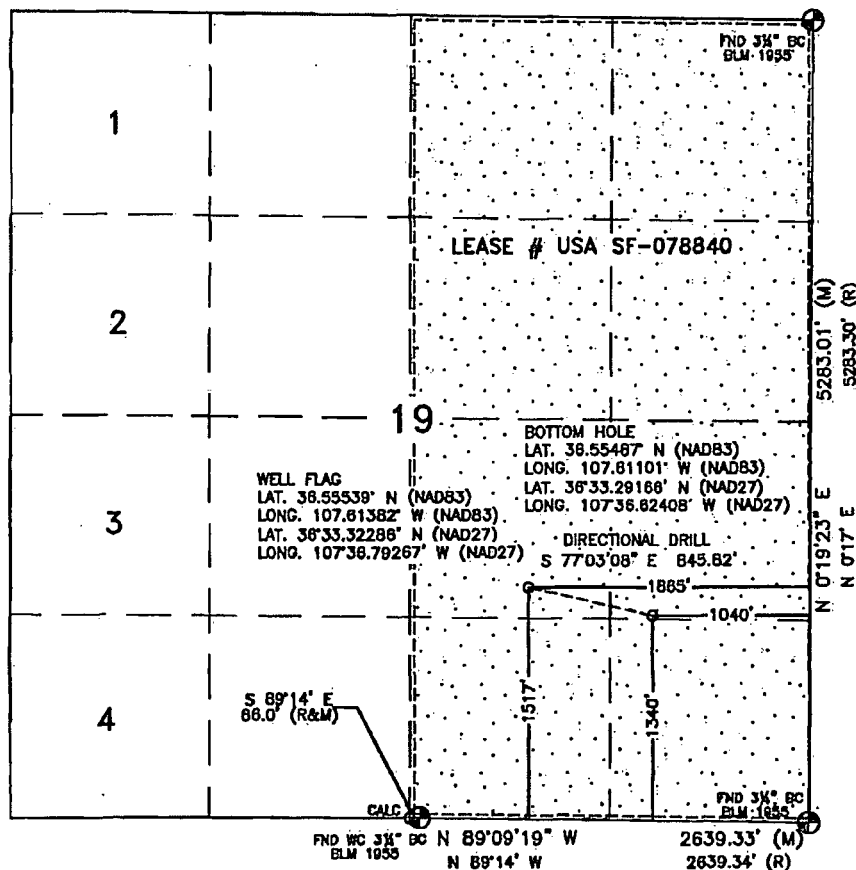 FND 3¼" BC
BLM 1955
1
LEASE # USA SF-078840
2
5283.01' (M)
5283.30' (R)
19
BOTTOM HOLE
LAT. 36.55487° N (NAD83)
LONG. 107.61101° W (NAD83)
LAT. 36°33.29166' N (NAD27)
LONG. 107°36.62408' W (NAD27)
WELL FLAG
LAT. 36.55539° N (NAD83)
LONG. 107.61382° W (NAD83)
LAT. 36°33.32286' N (NAD27)
LONG. 107°36.79267' W (NAD27)
3
N 0°19'23" E
N 0°17' E
DIRECTIONAL DRILL
S 77°03'08" E 845.82'
1865'
1040'
1517'
1340'
S 89°14' E
86.0' (R&M)
4
CALC
FND 3¼" BC
BLM 1955
FND WC 3¼" BC
BLM 1955
N 89°09'19" W 2639.33' (M)
N 89°14' W 2639.34' (R)